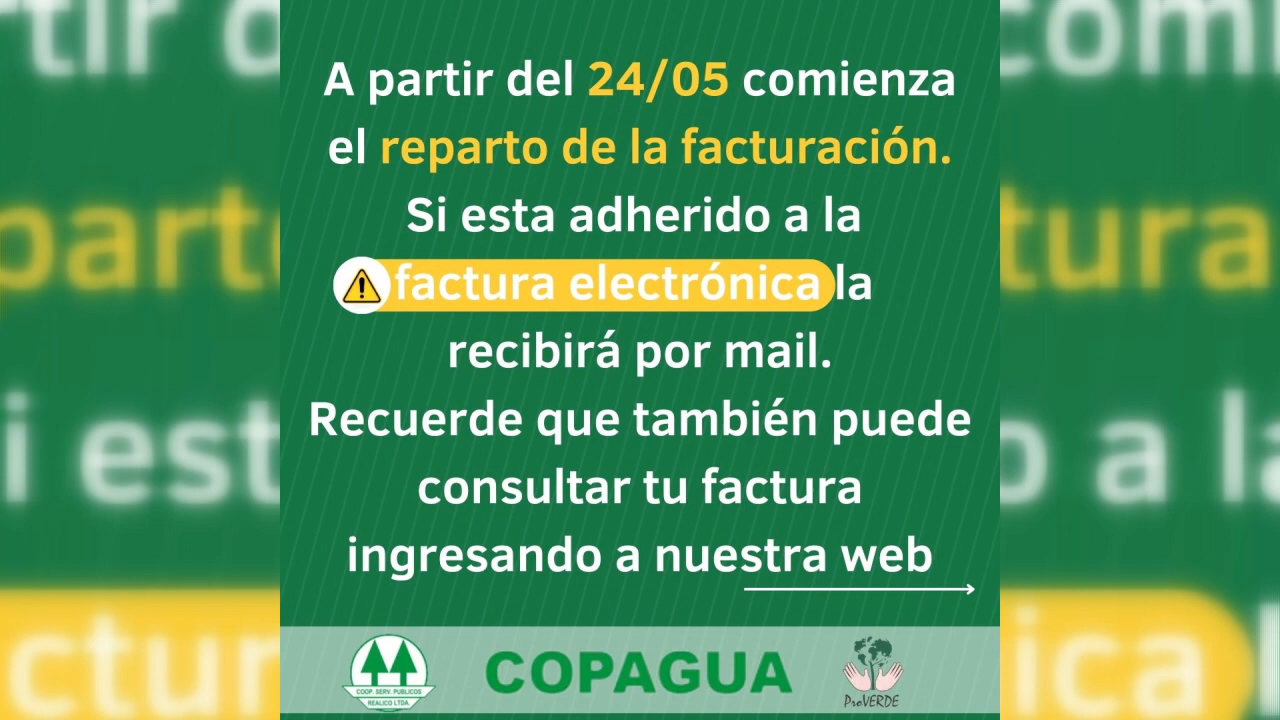 A partir del 24/05 comienza
el reparto de la facturación.
Si esta adherido a la
factura electrónica la
recibirá por mail.
Recuerde que también puede
consultar tu factura
ingresando a nuestra web
COOP. SERV. PUBLICOS
REALICO LTDA.
COPAGUA
ProVERDE